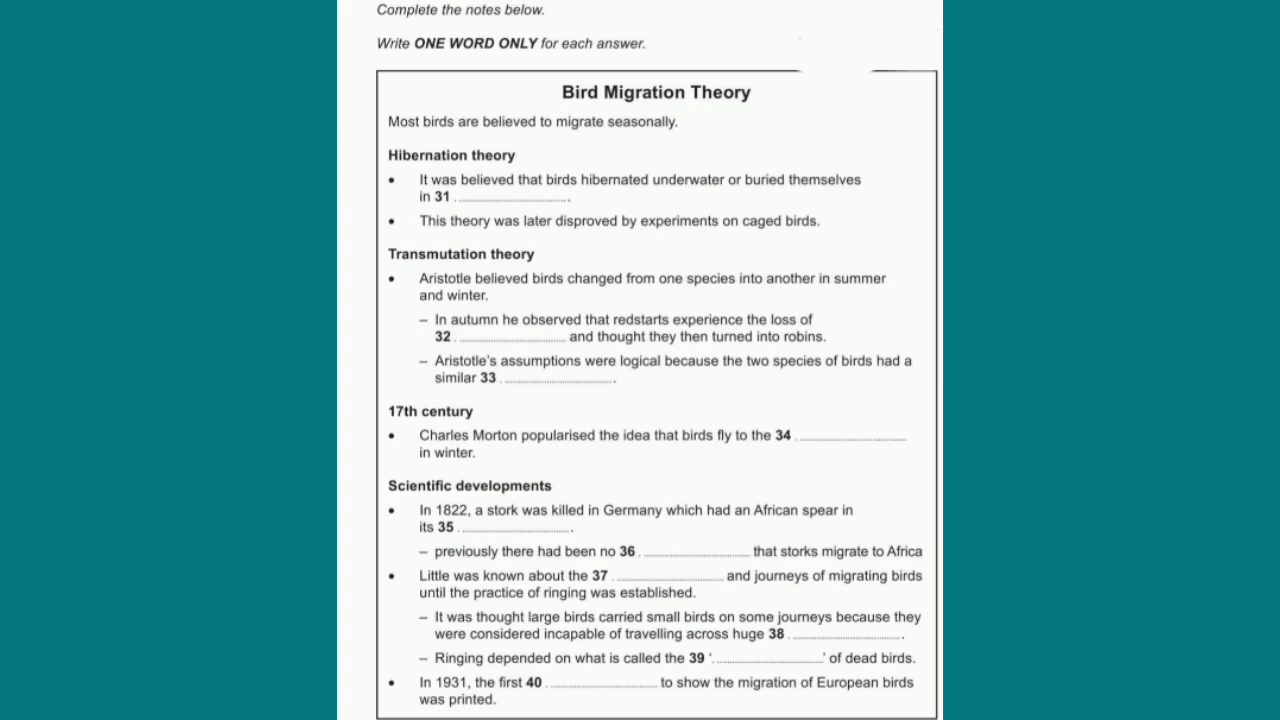 Complete the notes below.
Write ONE WORD ONLY for each answer.
Bird Migration Theory
Most birds are believed to migrate seasonally.
Hibernation theory
• It was believed that birds hibernated underwater or buried themselves
in 31 ........................ .
• This theory was later disproved by experiments on caged birds.
Transmutation theory
• Aristotle believed birds changed from one species into another in summer
and winter.
– In autumn he observed that redstarts experience the loss of
32 ........................ and thought they then turned into robins.
– Aristotle's assumptions were logical because the two species of birds had a
similar 33 ........................ .
17th century
• Charles Morton popularised the idea that birds fly to the 34 ........................
in winter.
Scientific developments
• In 1822, a stork was killed in Germany which had an African spear in
its 35 ........................ .
– previously there had been no 36 ........................ that storks migrate to Africa
• Little was known about the 37 ........................ and journeys of migrating birds
until the practice of ringing was established.
– It was thought large birds carried small birds on some journeys because they
were considered incapable of travelling across huge 38 ........................ .
– Ringing depended on what is called the 39 '........................' of dead birds.
• In 1931, the first 40 ........................ to show the migration of European birds
was printed.